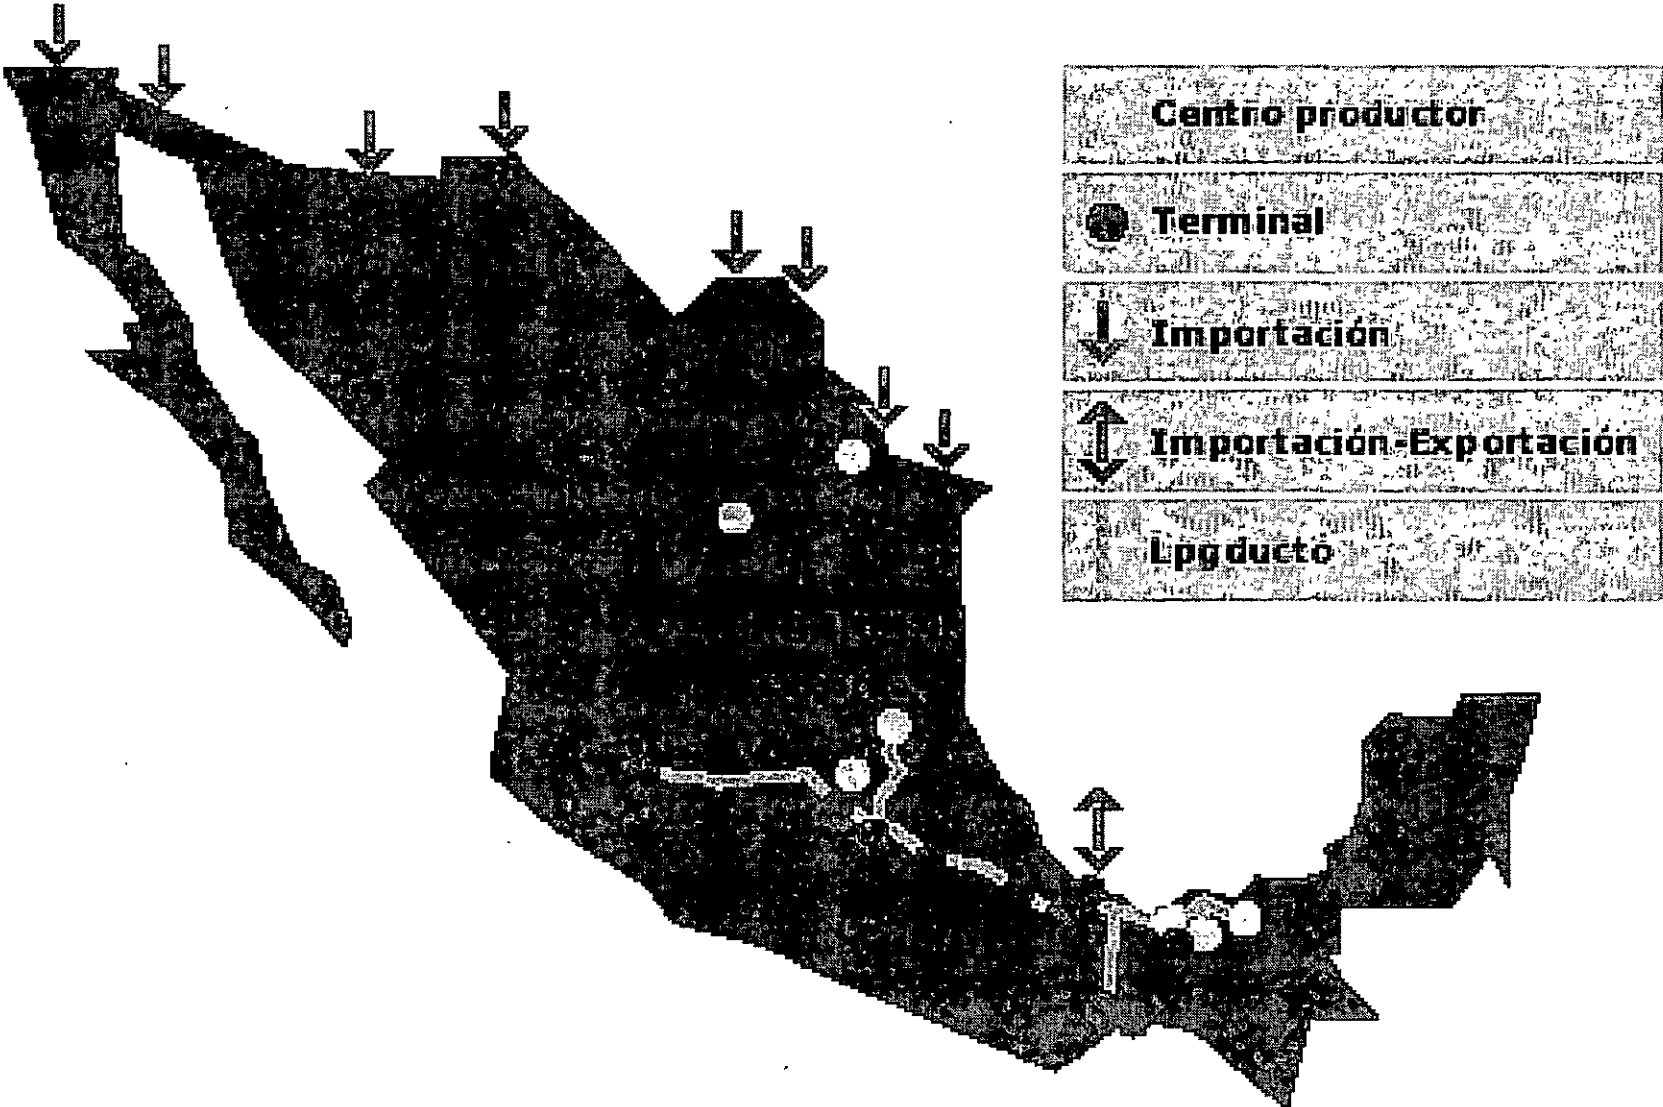 Centro productor
Terminal
Importación
Importación-Exportación
Lpgducto